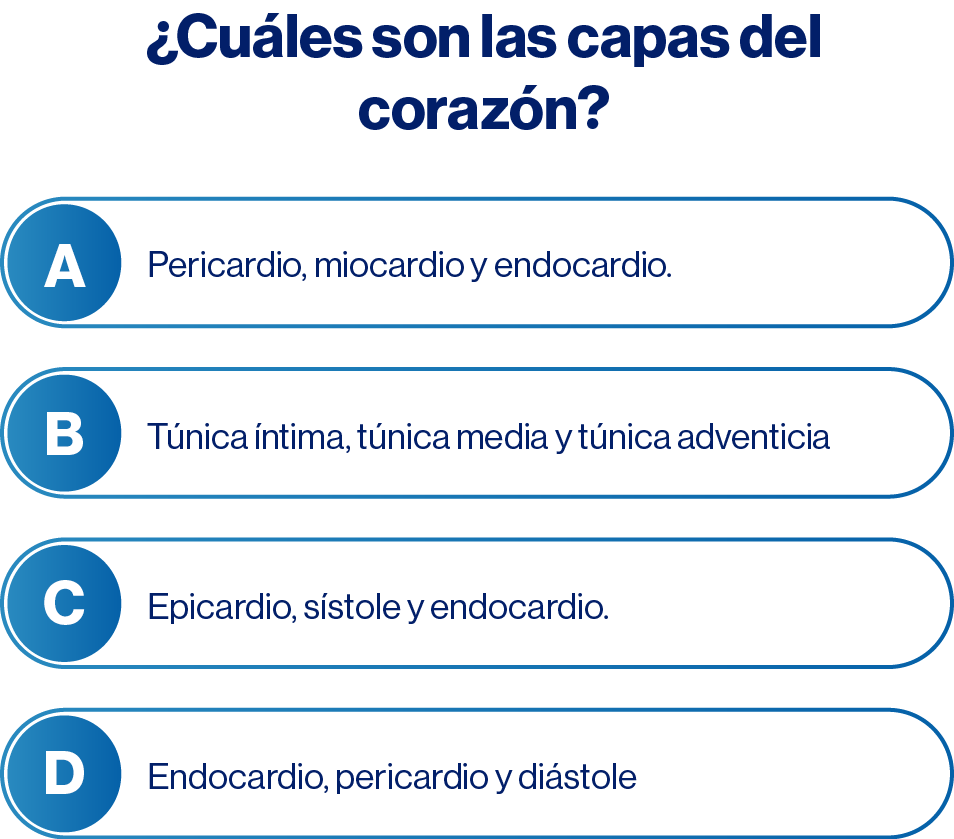 ¿Cuáles son las capas del
corazón?
A
Pericardio, miocardio y endocardio.
B
Túnica íntima, túnica media y túnica adventicia
C
Epicardio, sístole y endocardio.
D
Endocardio, pericardio y diástole